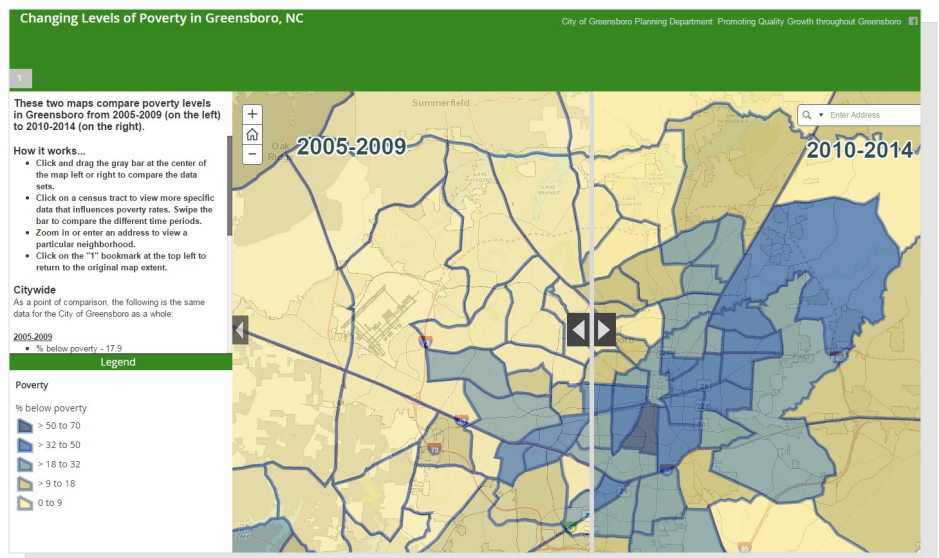 Changing Levels of Poverty in Greensboro, NC
City of Greensboro Planning Department: Promoting Quality Growth throughout Greensboro
1
These two maps compare poverty levels
in Greensboro from 2005-2009 (on the left)
to 2010-2014 (on the right).
How it works...
• Click and drag the gray bar at the center of
the map left or right to compare the data
sets.
• Click on a census tract to view more specific
data that influences poverty rates. Swipe the
bar to compare the different time periods.
• Zoom in or enter an address to view a
particular neighborhood.
• Click on the "1" bookmark at the top left to
return to the original map extent.
Citywide
As a point of comparison, the following is the same
data for the City of Greensboro as a whole:
2005-2009
• % below poverty - 17.9
Legend
Poverty
% below poverty
> 50 to 70
> 32 to 50
> 18 to 32
> 9 to 18
0 to 9
+
−
Summerfield
Oak
2005-2009
Enter Address
2010-2014
LAKE
BRANDT
73
29